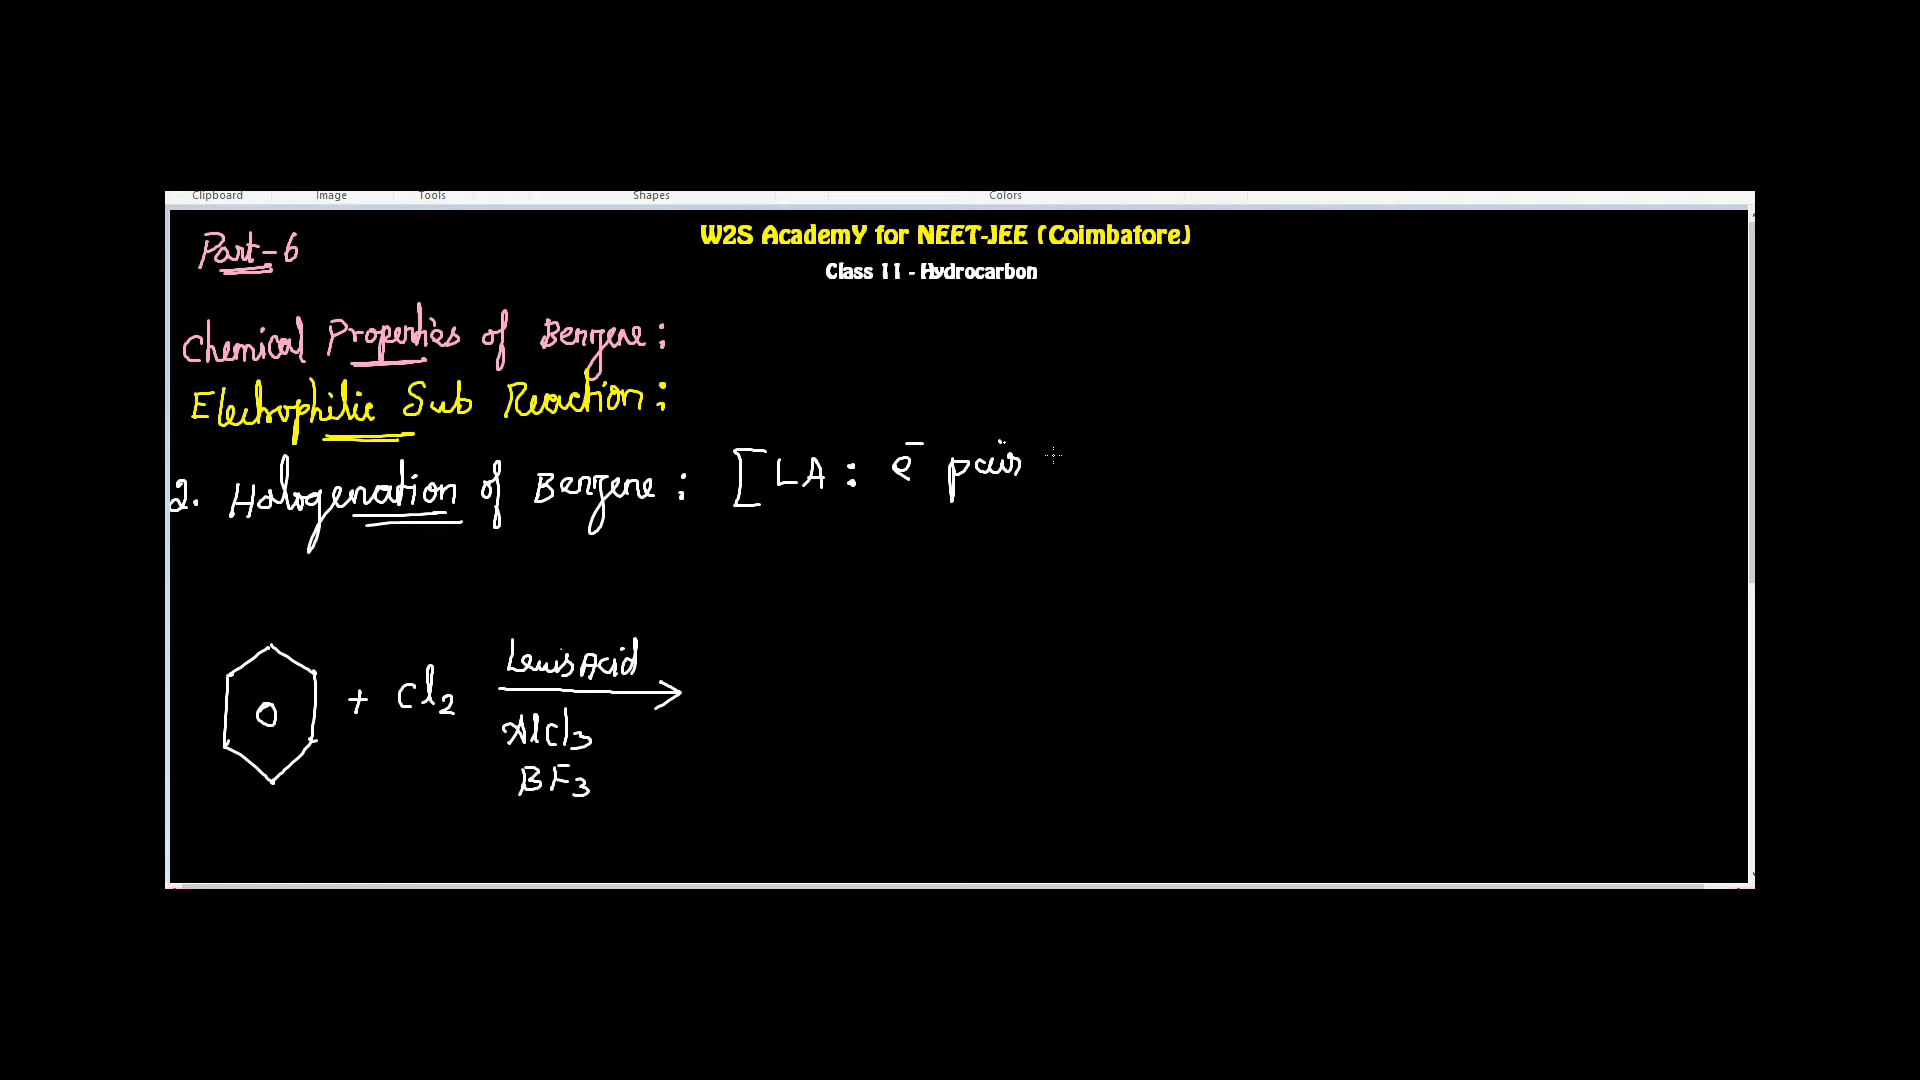 Clipboard Image Tools Shapes Colors
W2S AcademY for NEET-JEE (Coimbatore)
Part-6
Class 11 - Hydrocarbon
Chemical Properties of Benzene:
Electrophilic Sub Reaction:
2. Halogenation of Benzene: [LA: e⁻ pair
+ Cl₂ Lewis Acid
AlCl₃
BF₃